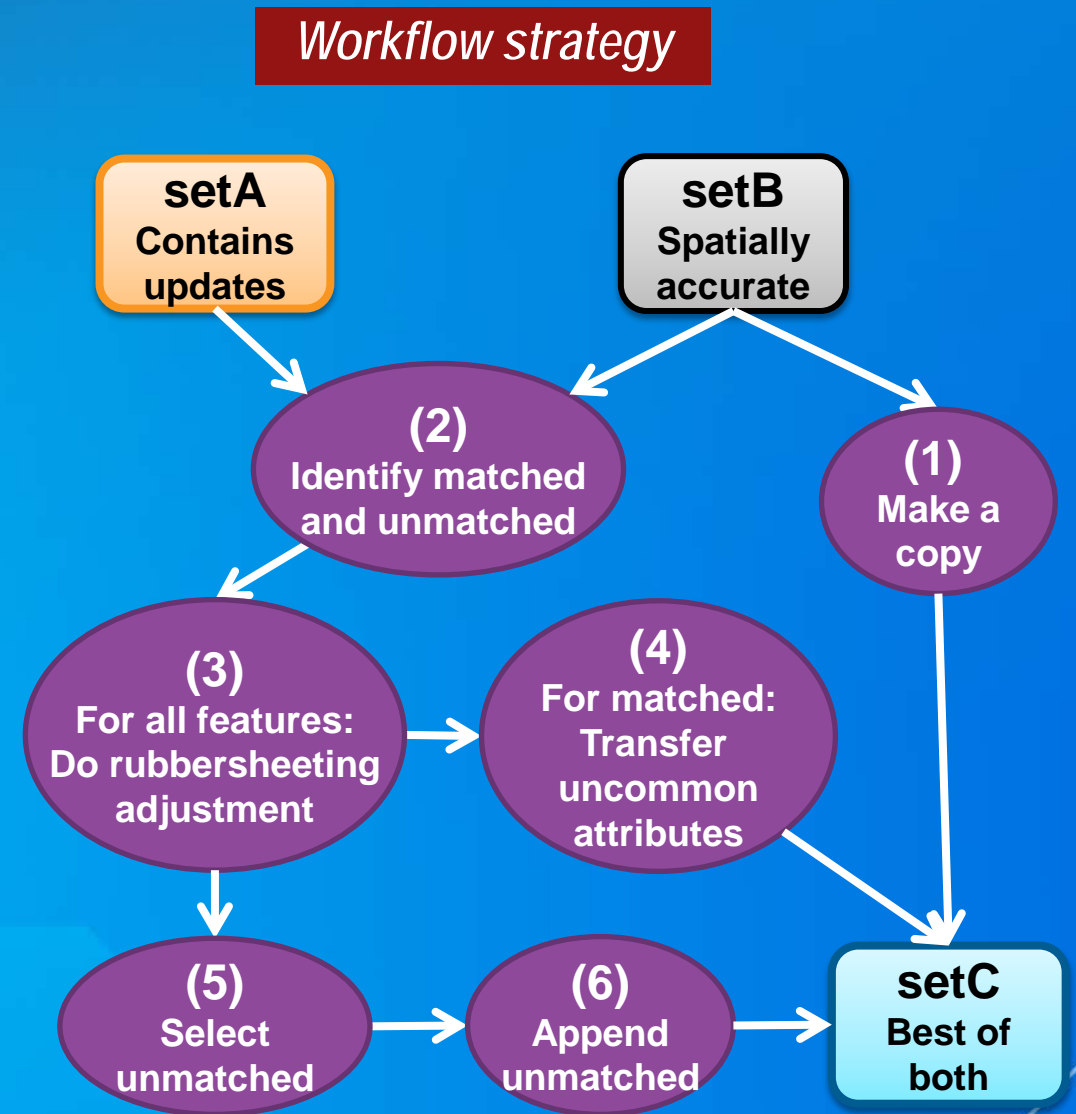 Workflow strategy
setA
Contains
updates
setB
Spatially
accurate
(2)
Identify matched
and unmatched
(1)
Make a
copy
(3)
For all features:
Do rubbersheeting
adjustment
(4)
For matched:
Transfer
uncommon
attributes
(5)
Select
unmatched
(6)
Append
unmatched
setC
Best of
both